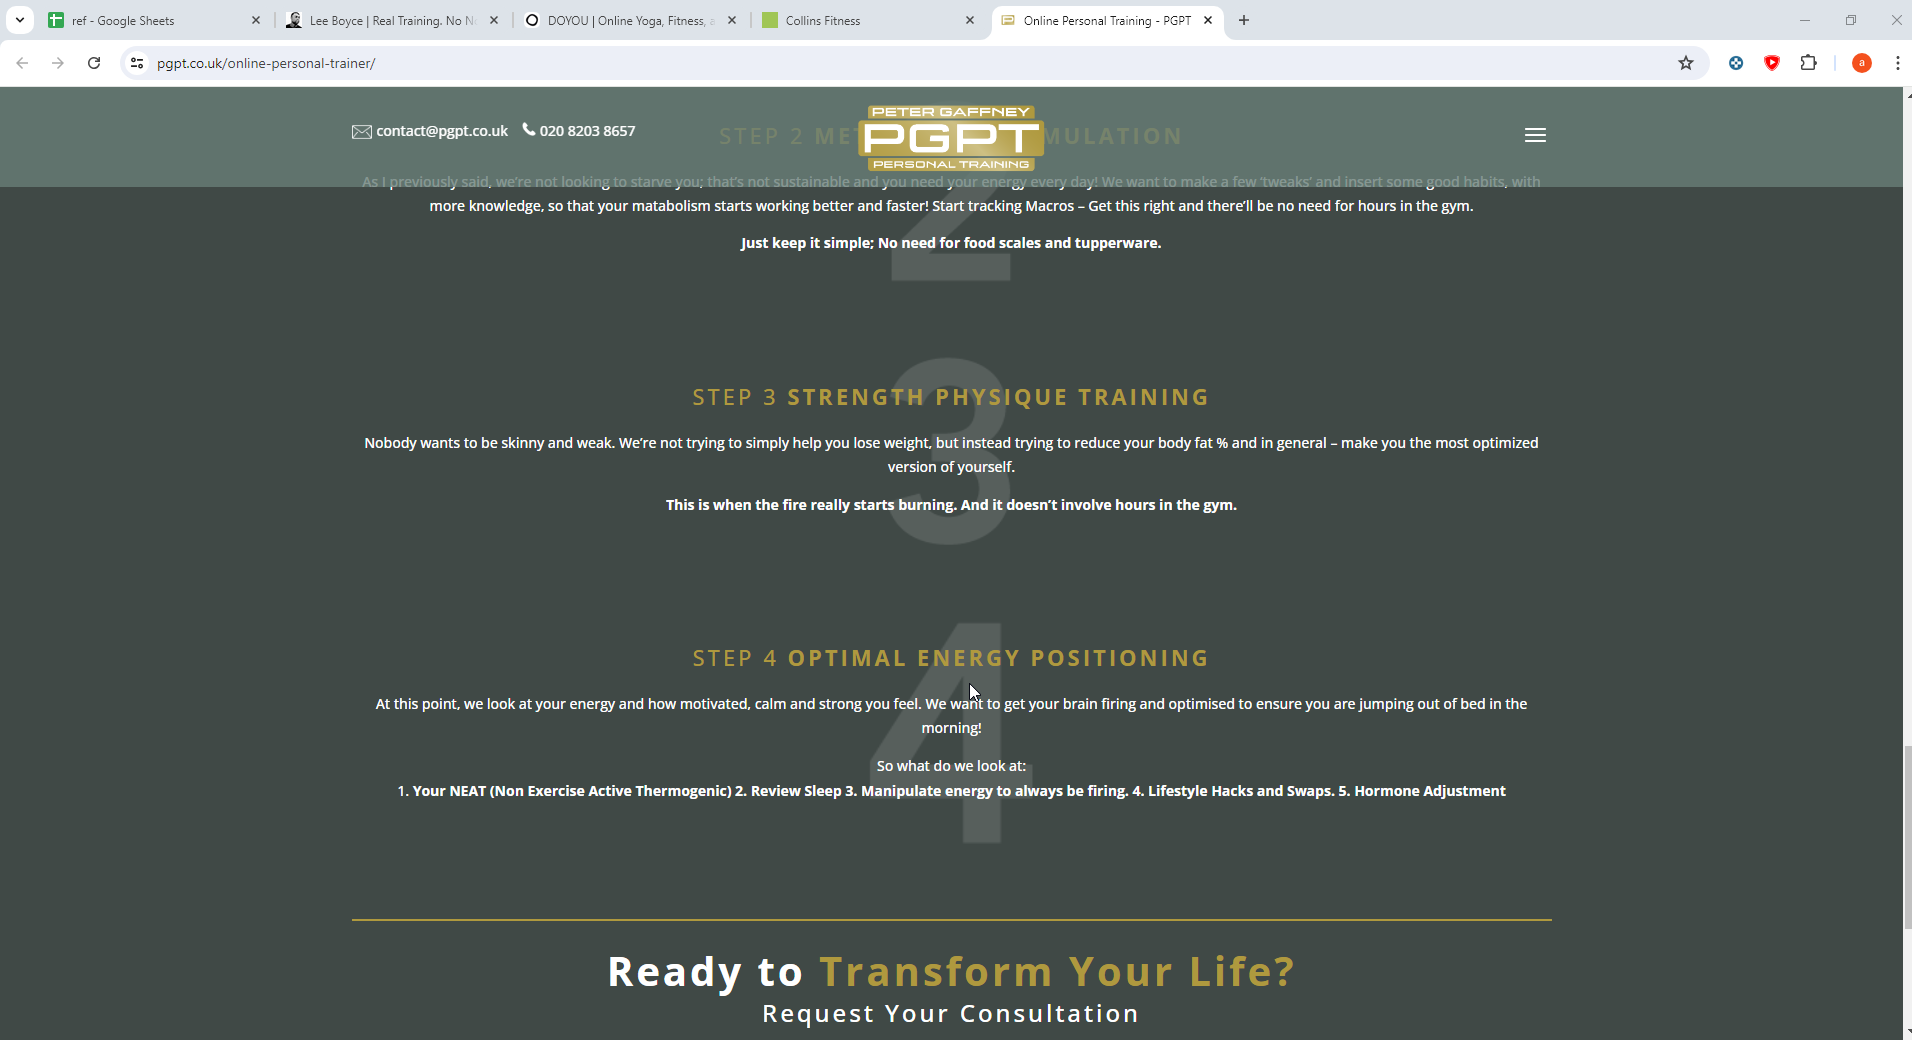 ref - Google Sheets
Lee Boyce | Real Training. No N
DOYOU | Online Yoga, Fitness, a
Collins Fitness
Online Personal Training - PGPT
pgpt.co.uk/online-personal-trainer/
a
contact@pgpt.co.uk 020 8203 8657
PETER GAFFNEY
PGPT
PERSONAL TRAINING
STEP 2 MET MULATION
As I previously said, we're not looking to starve you; that's not sustainable and you need your energy every day! We want to make a few 'tweaks' and insert some good habits, with
more knowledge, so that your matabolism starts working better and faster! Start tracking Macros – Get this right and there'll be no need for hours in the gym.
Just keep it simple; No need for food scales and tupperware.
2
3
STEP 3 STRENGTH PHYSIQUE TRAINING
Nobody wants to be skinny and weak. We're not trying to simply help you lose weight, but instead trying to reduce your body fat % and in general – make you the most optimized
version of yourself.
This is when the fire really starts burning. And it doesn't involve hours in the gym.
4
STEP 4 OPTIMAL ENERGY POSITIONING
At this point, we look at your energy and how motivated, calm and strong you feel. We want to get your brain firing and optimised to ensure you are jumping out of bed in the
morning!
So what do we look at:
1. Your NEAT (Non Exercise Active Thermogenic) 2. Review Sleep 3. Manipulate energy to always be firing. 4. Lifestyle Hacks and Swaps. 5. Hormone Adjustment
Ready to Transform Your Life?
Request Your Consultation